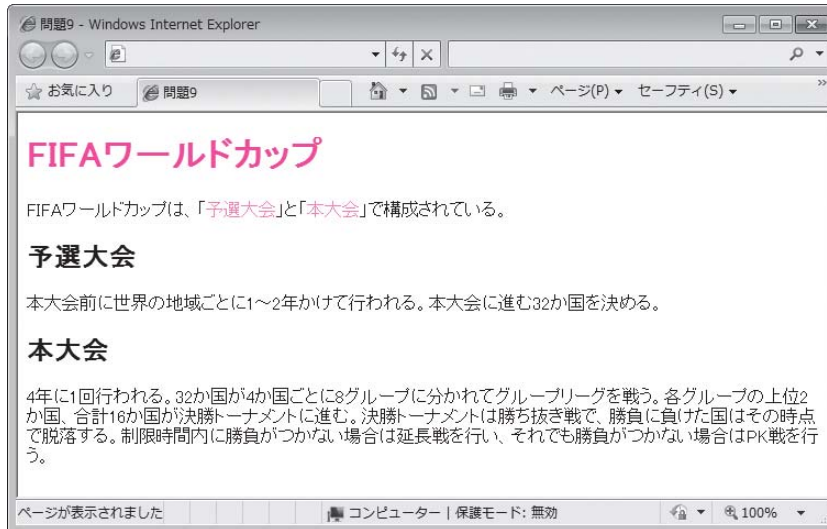 問題9 - Windows Internet Explorer
お気に入り 問題9 ページ(P) セーフティ(S) »
FIFAワールドカップ
FIFAワールドカップは、「予選大会」と「本大会」で構成されている。
予選大会
本大会前に世界の地域ごとに1～2年かけて行われる。本大会に進む32か国を決める。
本大会
4年に1回行われる。32か国が4か国ごとに8グループに分かれてグループリーグを戦う。各グループの上位2
か国、合計16か国が決勝トーナメントに進む。決勝トーナメントは勝ち抜き戦で、勝負に負けた国はその時点
で脱落する。制限時間内に勝負がつかない場合は延長戦を行い、それでも勝負がつかない場合はPK戦を行
う。
ページが表示されました コンピューター | 保護モード: 無効 100%